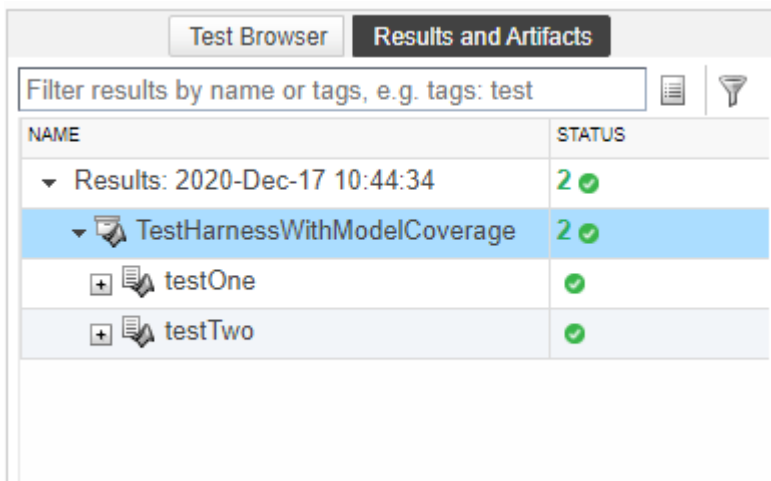 Test Browser Results and Artifacts
Filter results by name or tags, e.g. tags: test
NAME STATUS
Results: 2020-Dec-17 10:44:34 2
TestHarnessWithModelCoverage 2
testOne
testTwo